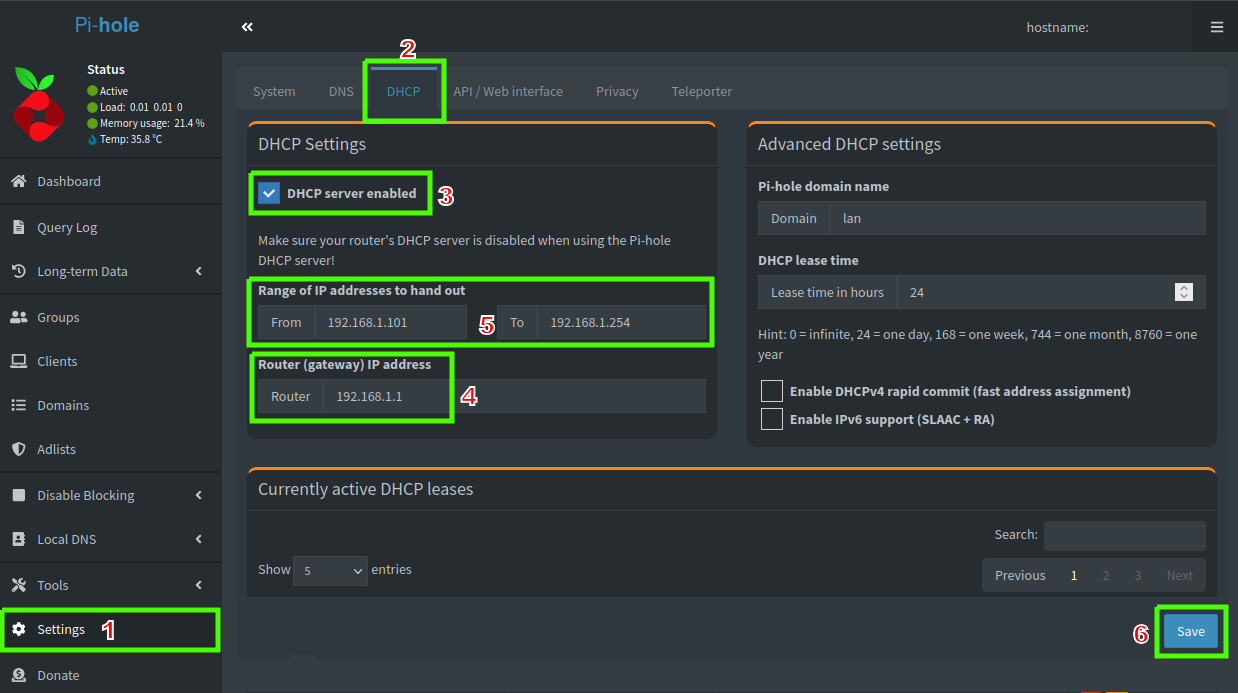 Pi-hole
hostname:
Status
Active
Load: 0.01 0.01 0
Memory usage: 21.4 %
Temp: 35.8 °C
Dashboard
Query Log
Long-term Data
Groups
Clients
Domains
Adlists
Disable Blocking
Local DNS
Tools
Settings 1
Donate
2
System DNS DHCP API / Web interface Privacy Teleporter
DHCP Settings
DHCP server enabled 3
Make sure your router's DHCP server is disabled when using the Pi-hole
DHCP server!
Range of IP addresses to hand out
From 192.168.1.101 5 To 192.168.1.254
Router (gateway) IP address
Router 192.168.1.1 4
Advanced DHCP settings
Pi-hole domain name
Domain lan
DHCP lease time
Lease time in hours 24
Hint: 0 = infinite, 24 = one day, 168 = one week, 744 = one month, 8760 = one
year
Enable DHCPv4 rapid commit (fast address assignment)
Enable IPv6 support (SLAAC + RA)
Currently active DHCP leases
Search:
Show 5 entries
Previous 1 2 3 Next
6 Save